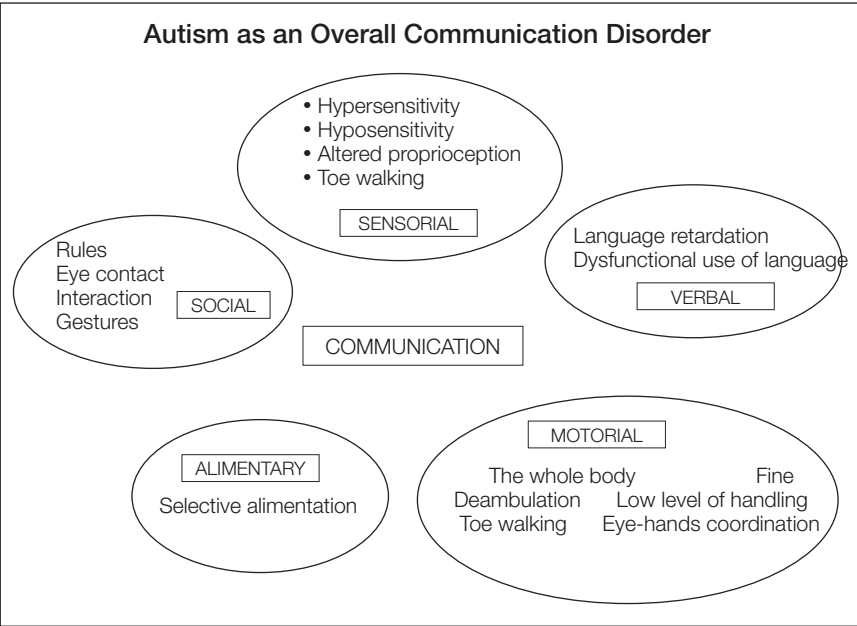 Autism as an Overall Communication Disorder
• Hypersensitivity
• Hyposensitivity
• Altered proprioception
• Toe walking
SENSORIAL
Rules
Eye contact
Interaction
Gestures
SOCIAL
Language retardation
Dysfunctional use of language
VERBAL
COMMUNICATION
ALIMENTARY
Selective alimentation
MOTORIAL
The whole body Fine
Deambulation Low level of handling
Toe walking Eye-hands coordination